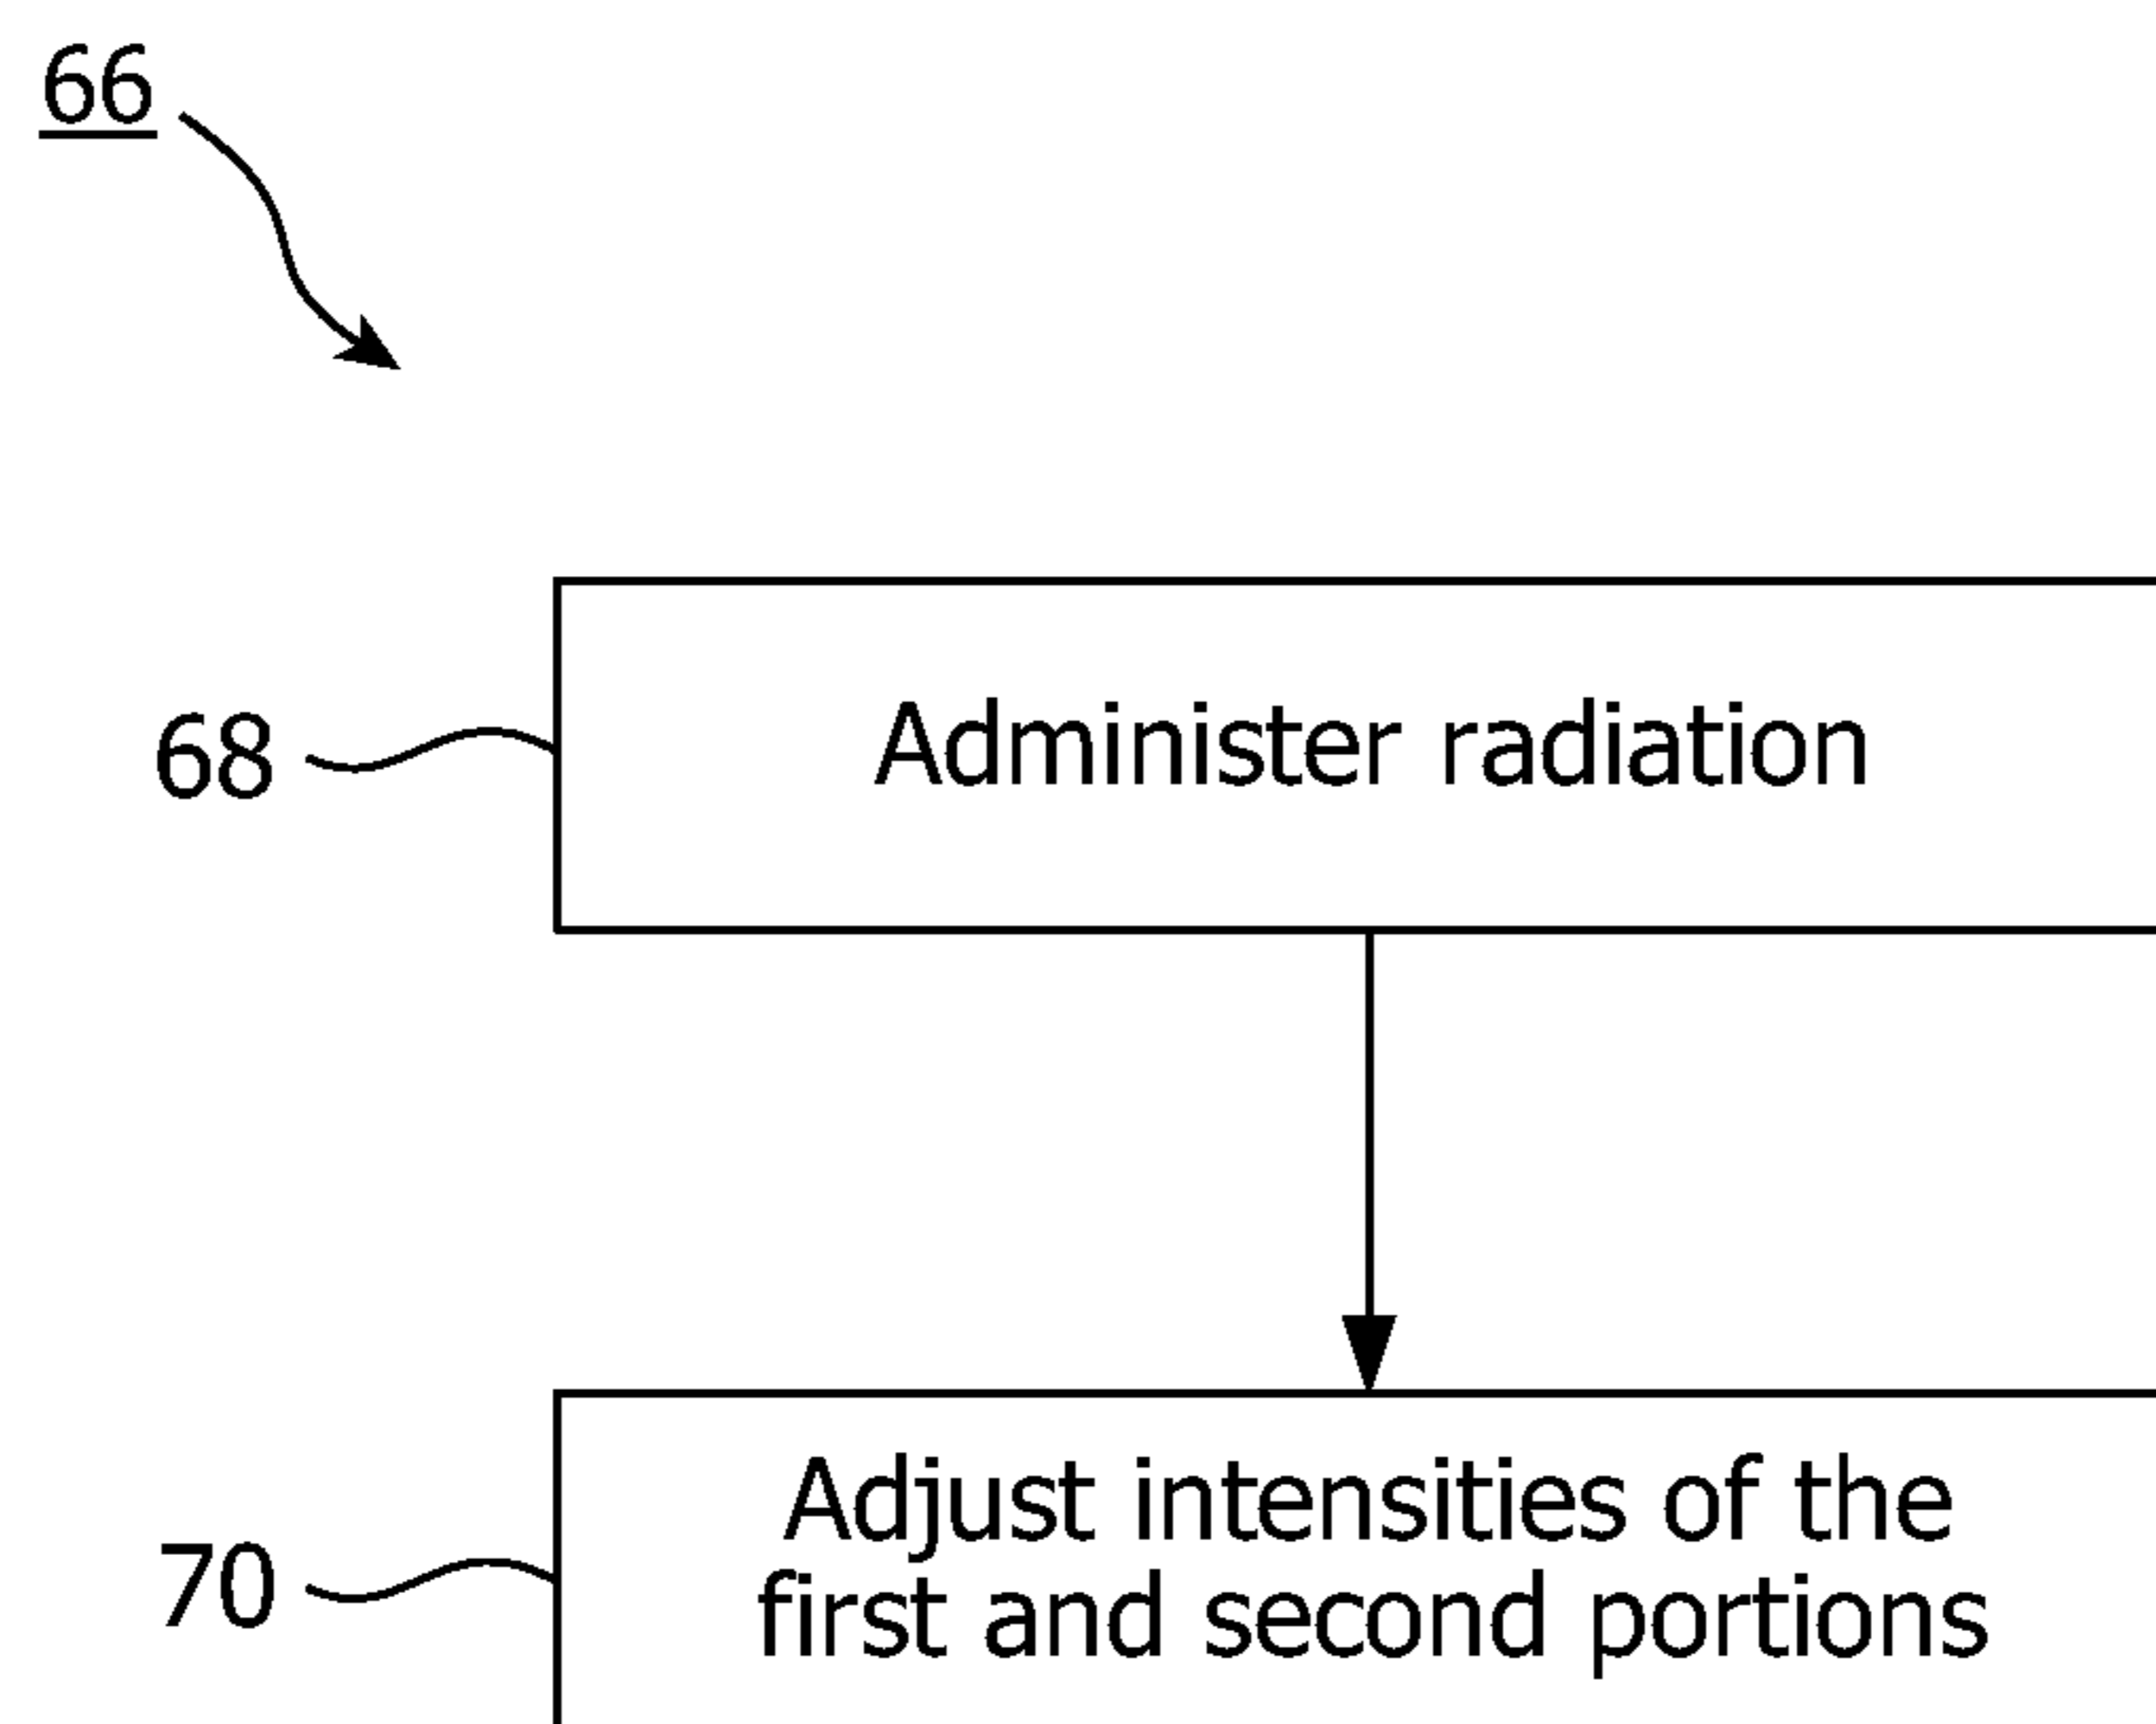 66
68
Administer radiation
70
Adjust intensities of the
first and second portions